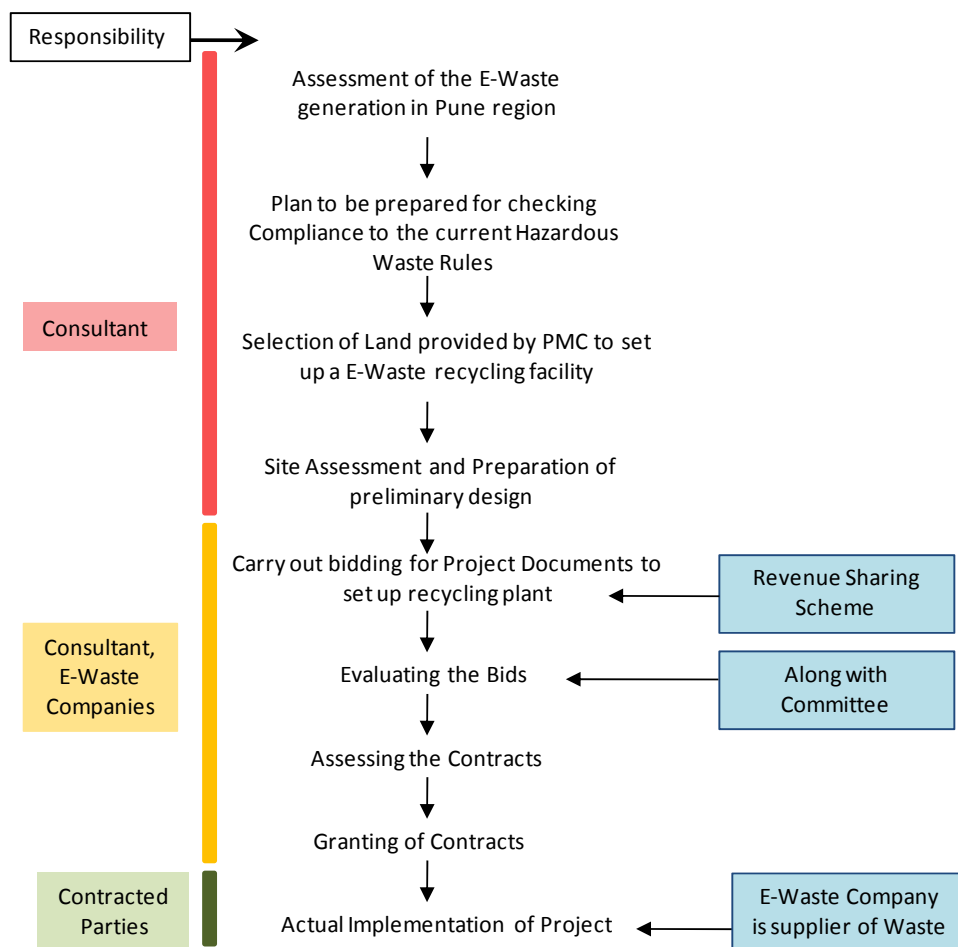 Responsibility
Assessment of the E-Waste
generation in Pune region
Plan to be prepared for checking
Compliance to the current Hazardous
Waste Rules
Consultant
Selection of Land provided by PMC to set
up a E-Waste recycling facility
Site Assessment and Preparation of
preliminary design
Carry out bidding for Project Documents to
set up recycling plant
Revenue Sharing
Scheme
Consultant,
E-Waste
Companies
Evaluating the Bids
Along with
Committee
Assessing the Contracts
Granting of Contracts
Contracted
Parties
Actual Implementation of Project
E-Waste Company
is supplier of Waste